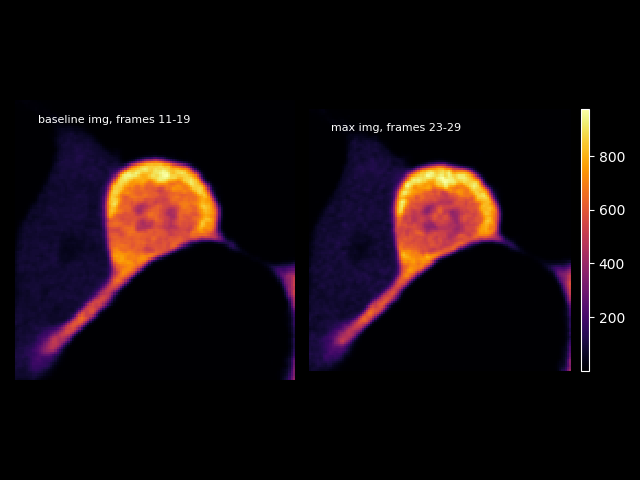 baseline img, frames 11-19
max img, frames 23-29
800
600
400
200